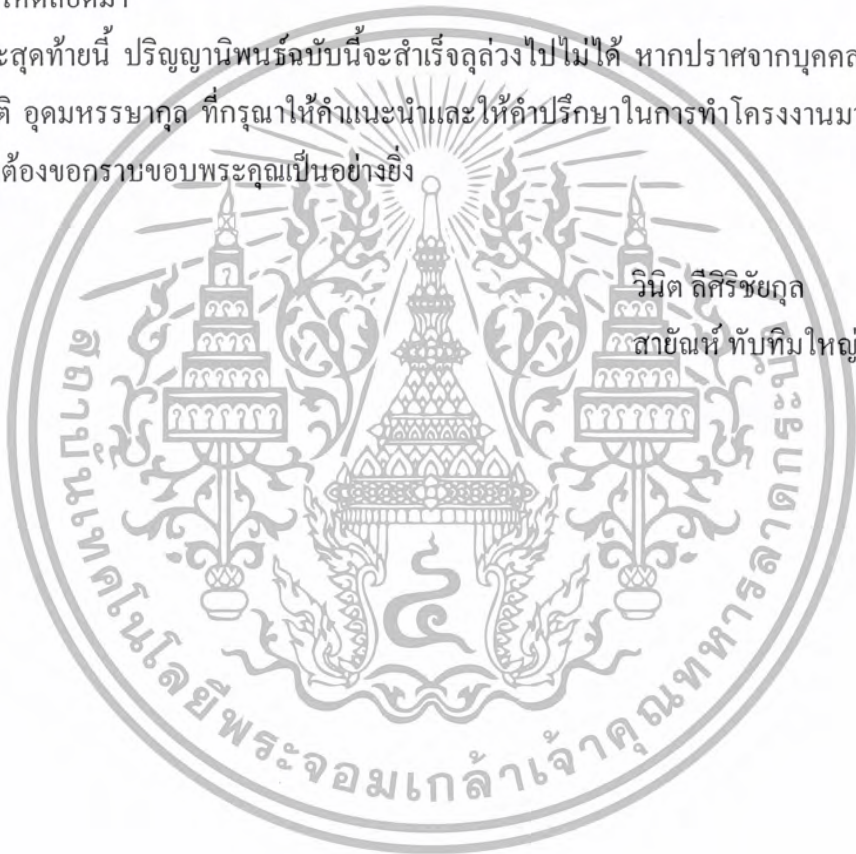 ะสุดท้ายนี้ ปริญญานิพนธ์ฉบับนี้จะสำเร็จลุล่วงไปไม่ได้ หากปราศจากบุคคล
ติ อุดมหรรษากุล ที่กรุณาให้คำแนะนำและให้คำปรึกษาในการทำโครงงานมา
ต้องขอกราบขอบพระคุณเป็นอย่างยิ่ง
วินิต ลีศิริชัยกุล
สายัณห์ ทับทิมใหญ่
สถาบันเทคโนโลยีพระจอมเกล้าเจ้าคุณทหารลาดกระบัง